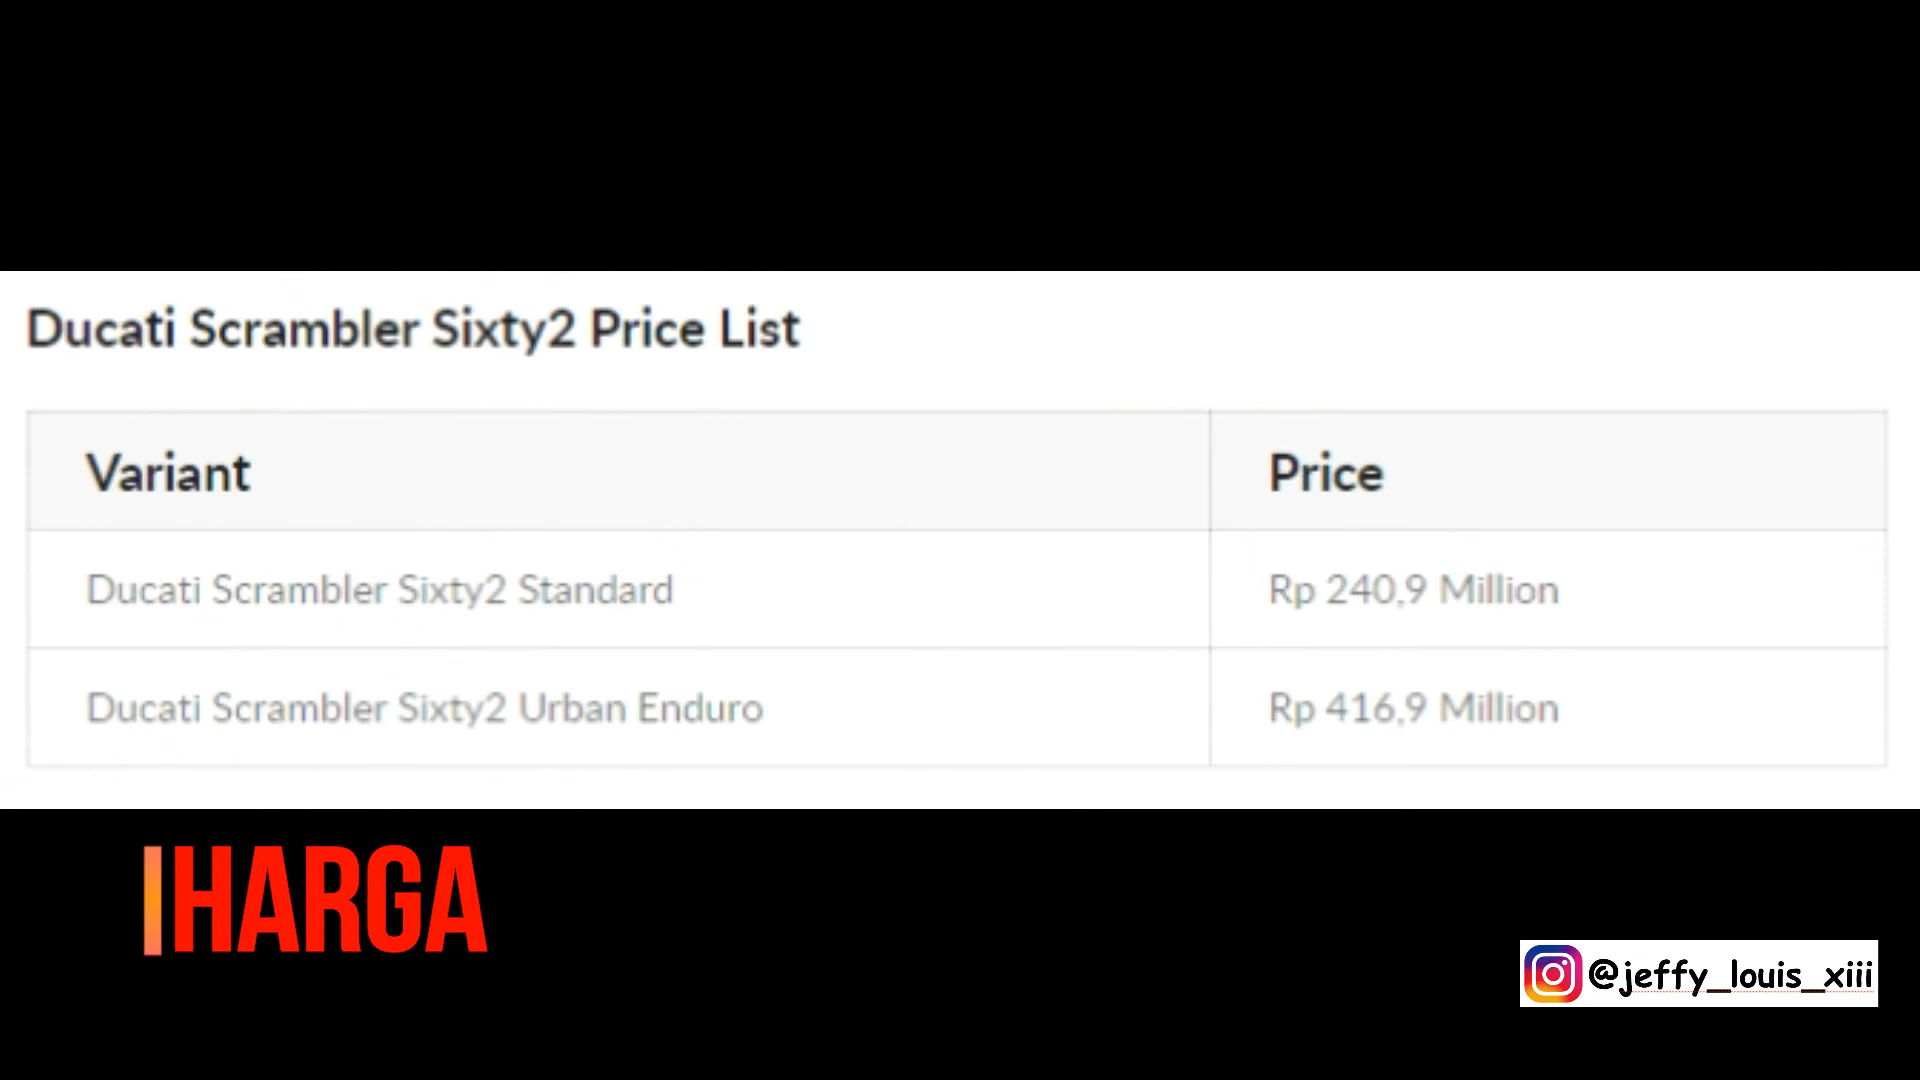 Ducati Scrambler Sixty2 Price List
Variant Price
Ducati Scrambler Sixty2 Standard Rp 240,9 Million
Ducati Scrambler Sixty2 Urban Enduro Rp 416,9 Million
HARGA
@jeffy_louis_xiii